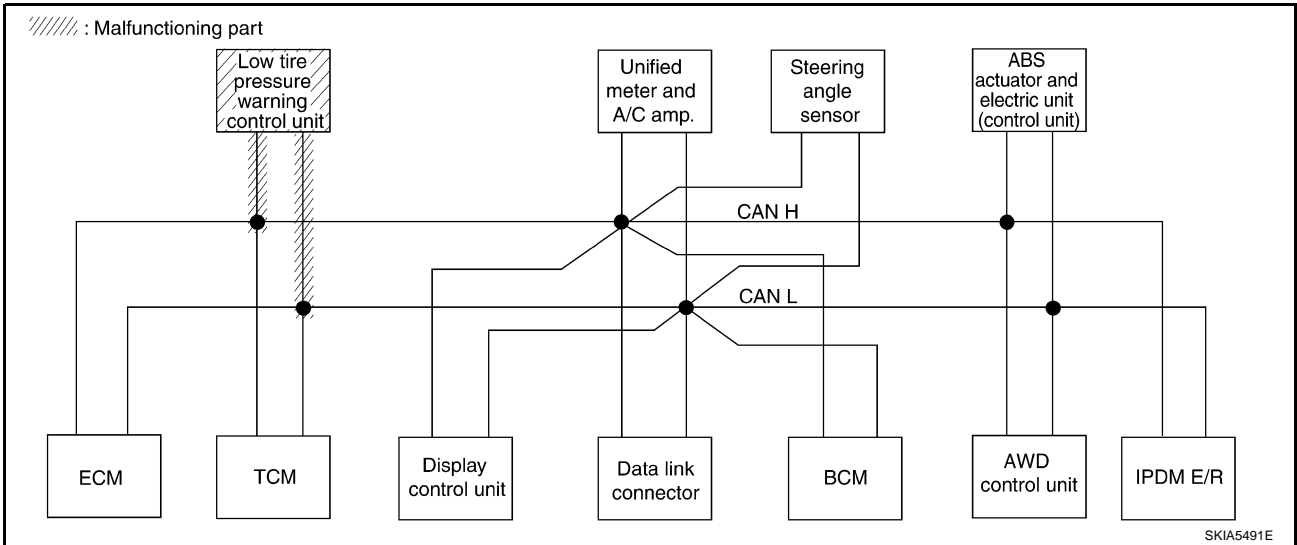 : Malfunctioning part
Low tire
pressure
warning
control unit
Unified
meter and
A/C amp.
Steering
angle
sensor
ABS
actuator and
electric unit
(control unit)
CAN H
CAN L
ECM
TCM
Display
control unit
Data link
connector
BCM
AWD
control unit
IPDM E/R
SKIA5491E